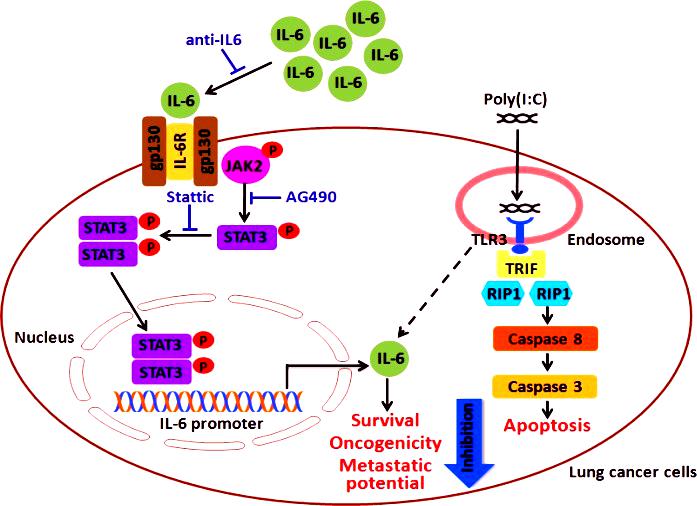 IL-6
IL-6
IL-6
IL-6
IL-6
IL-6
anti-IL6
IL-6
gp130
IL-6R
gp130
JAK2
P
Stattic
AG490
STAT3
P
STAT3
P
STAT3
P
Poly(I:C)
TLR3
Endosome
TRIF
RIP1
RIP1
Caspase 8
Caspase 3
Apoptosis
Nucleus
STAT3
P
STAT3
P
IL-6 promoter
IL-6
Survival
Oncogenicity
Metastatic
potential
Inhibition
Lung cancer cells